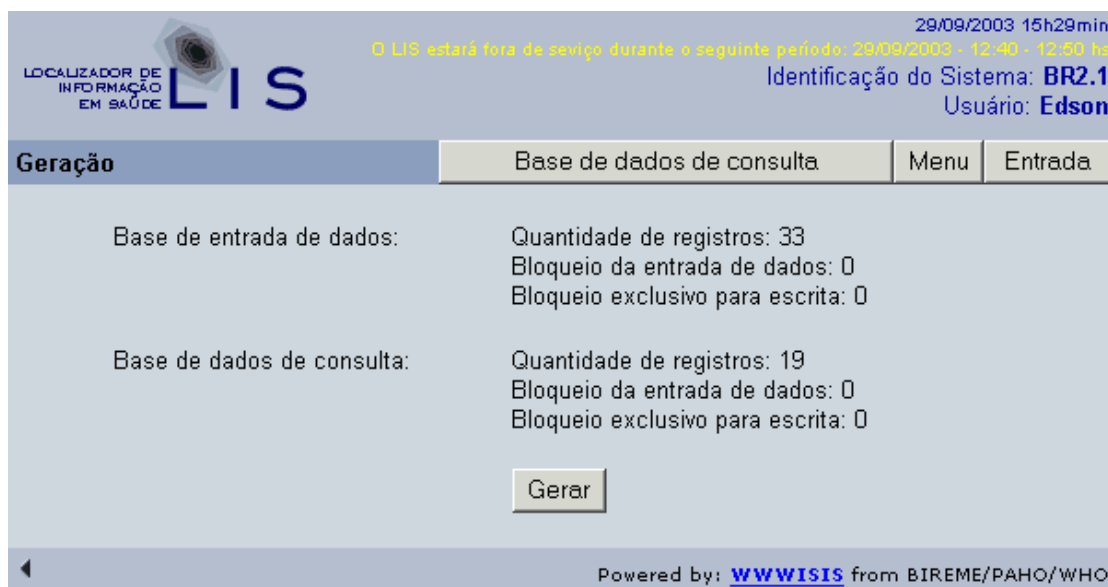 29/09/2003 15h29min
O LIS estará fora de seviço durante o seguinte período: 29/09/2003 - 12:40 - 12:50 hs
LOCALIZADOR DE
INFORMAÇÃO
EM SAÚDE
LIS
Identificação do Sistema: BR2.1
Usuário: Edson
Geração
Base de dados de consulta
Menu
Entrada
Base de entrada de dados:
Quantidade de registros: 33
Bloqueio da entrada de dados: 0
Bloqueio exclusivo para escrita: 0
Base de dados de consulta:
Quantidade de registros: 19
Bloqueio da entrada de dados: 0
Bloqueio exclusivo para escrita: 0
Gerar
Powered by: WWWISIS from BIREME/PAHO/WHO